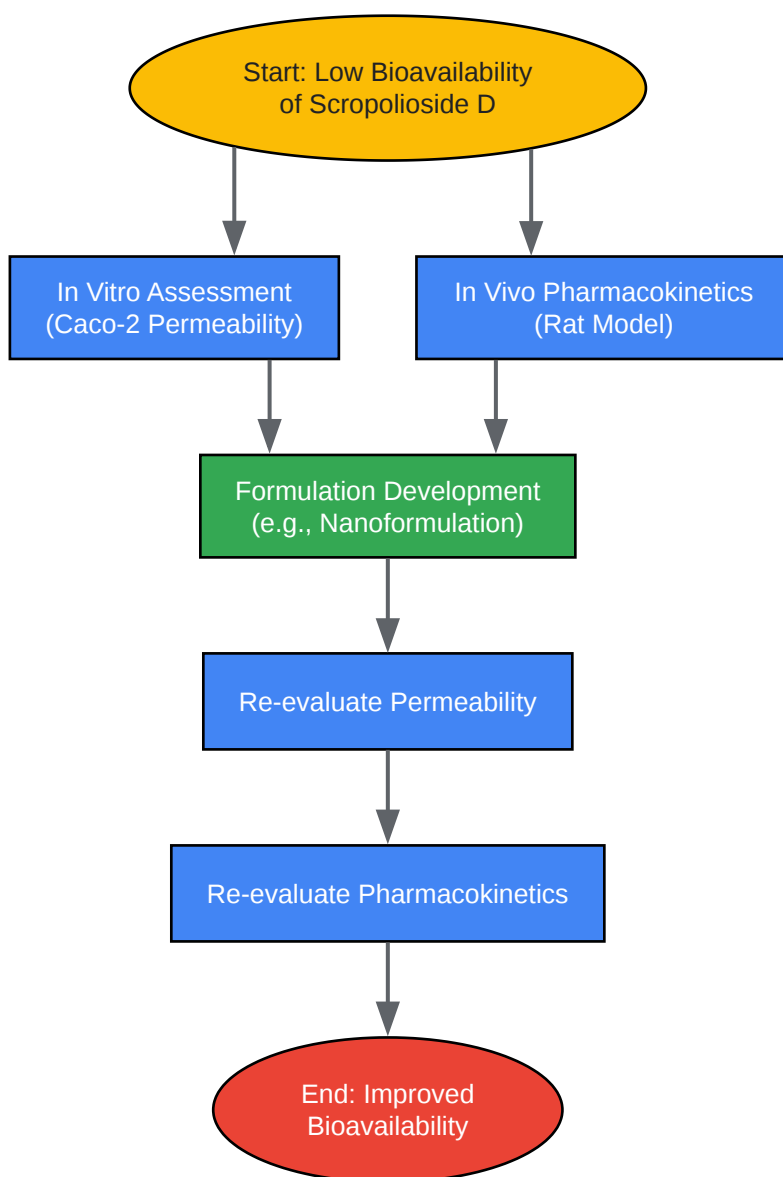 Start: Low Bioavailability
of Scropolioside D
In Vitro Assessment
(Caco-2 Permeability)
In Vivo Pharmacokinetics
(Rat Model)
Formulation Development
(e.g., Nanoformulation)
Re-evaluate Permeability
Re-evaluate Pharmacokinetics
End: Improved
Bioavailability